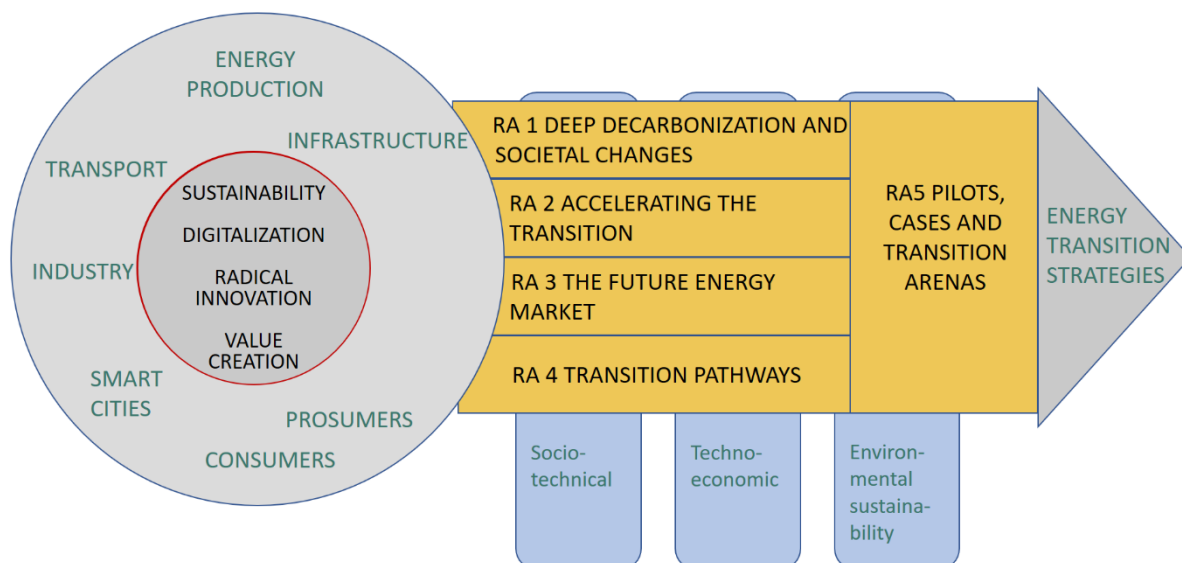 ENERGY
PRODUCTION
INFRASTRUCTURE
TRANSPORT
INDUSTRY
SMART
CITIES
PROSUMERS
CONSUMERS
SUSTAINABILITY
DIGITALIZATION
RADICAL
INNOVATION
VALUE
CREATION
RA 1 DEEP DECARBONIZATION AND
SOCIETAL CHANGES
RA 2 ACCELERATING THE
TRANSITION
RA 3 THE FUTURE ENERGY
MARKET
RA 4 TRANSITION PATHWAYS
RA5 PILOTS,
CASES AND
TRANSITION
ARENAS
ENERGY
TRANSITION
STRATEGIES
Socio-
technical
Techno-
economic
Environ-
mental
sustaina-
bility